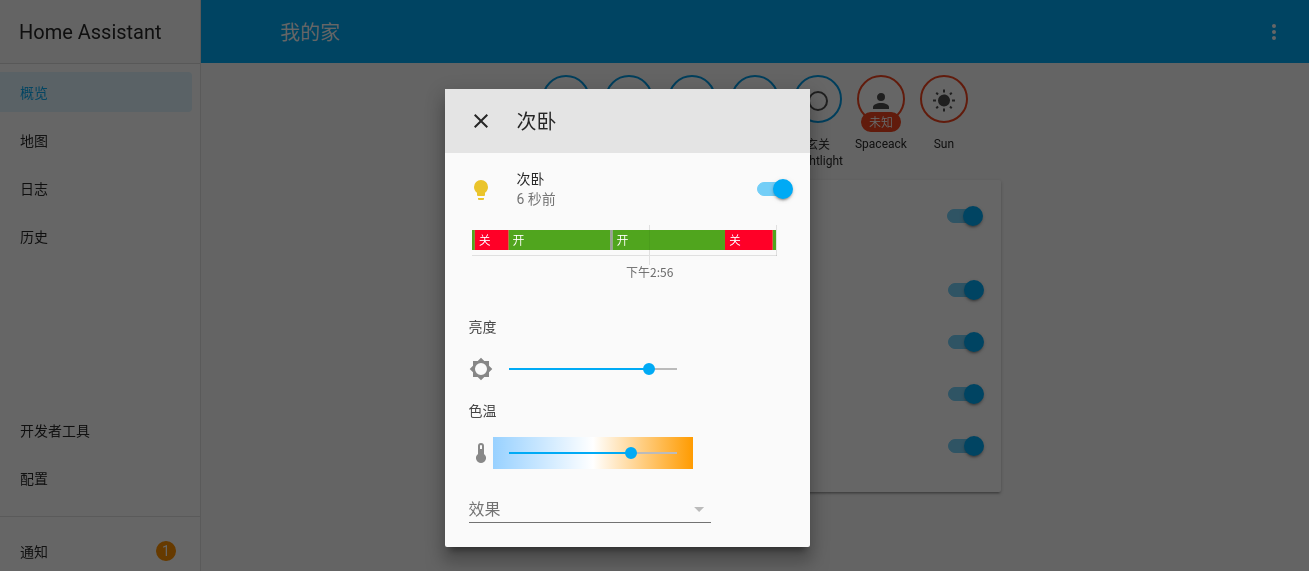 Home Assistant
我的家
概览
地图
日志
历史
开发者工具
配置
通知
1
未知
玄关
Spaceack
Sun
htlight
次卧
次卧
6 秒前
关
开
开
关
下午2:56
亮度
色温
效果